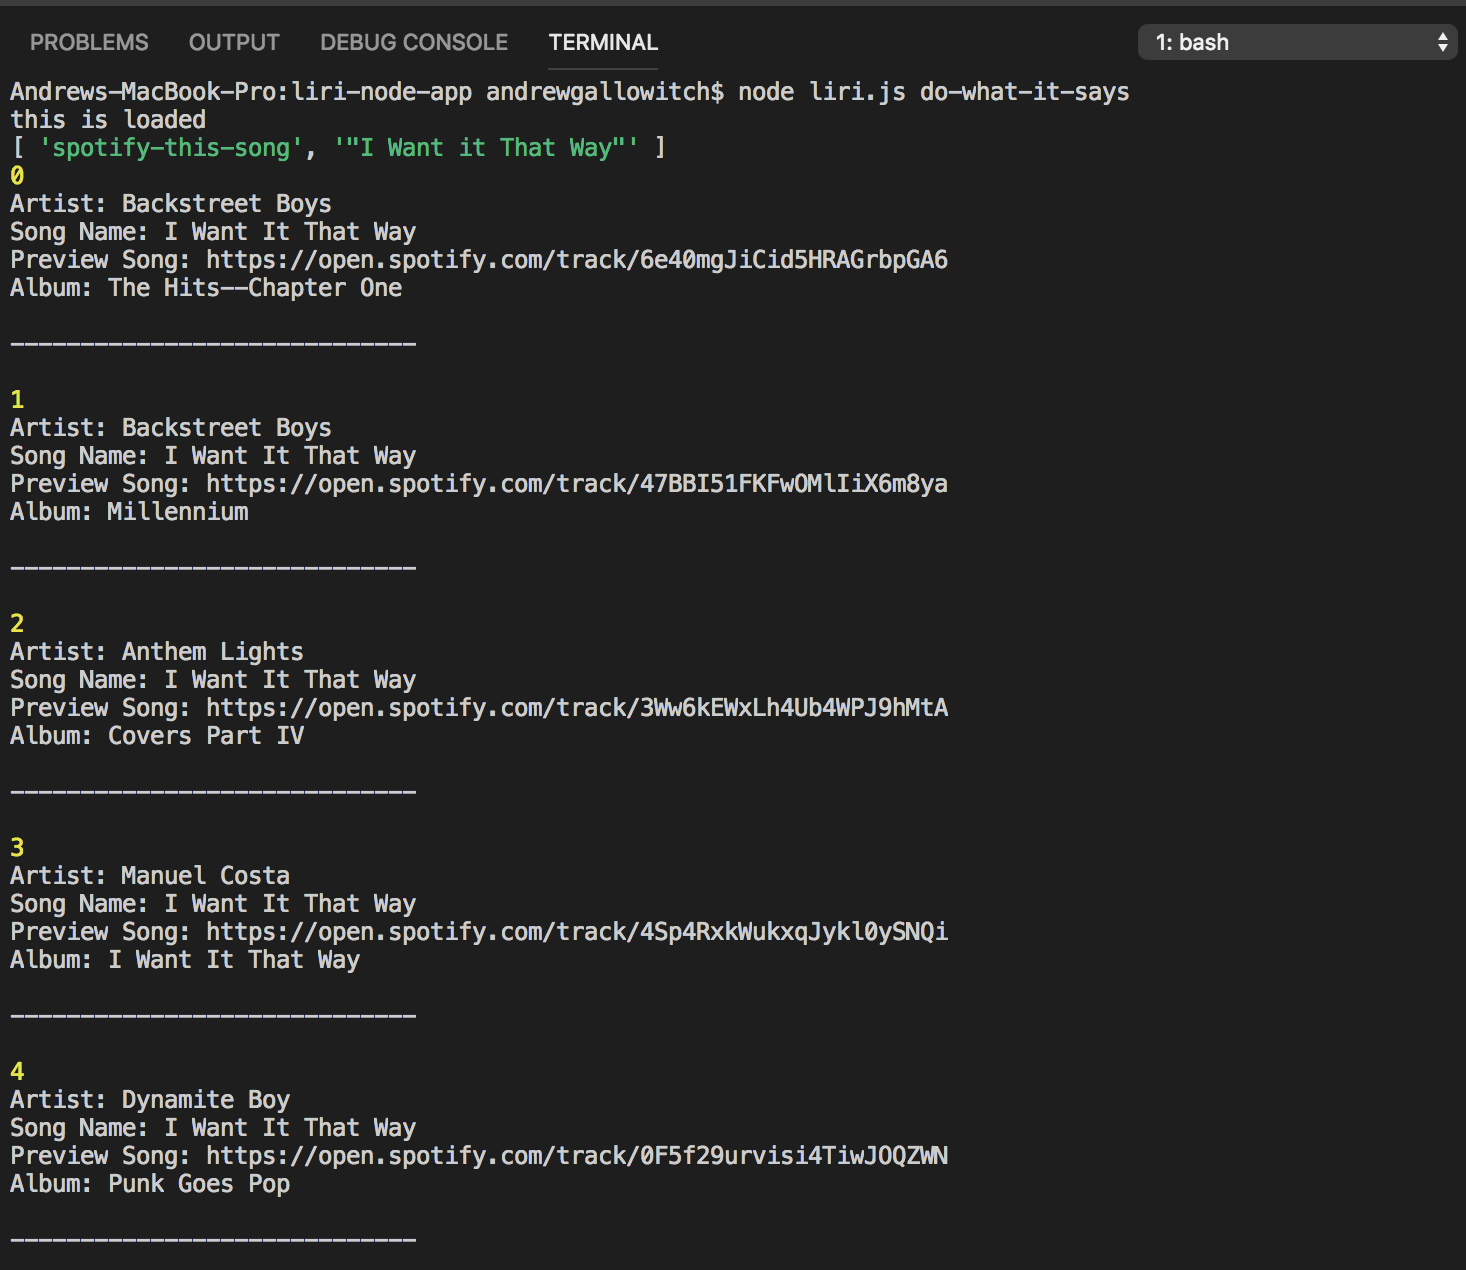 PROBLEMS OUTPUT DEBUG CONSOLE TERMINAL 1: bash
Andrews-MacBook-Pro:liri-node-app andrewgallowitch$ node liri.js do-what-it-says
this is loaded
[ 'spotify-this-song', '"I Want it That Way"' ]
0
Artist: Backstreet Boys
Song Name: I Want It That Way
Preview Song: https://open.spotify.com/track/6e40mgJiCid5HRAGrbpGA6
Album: The Hits--Chapter One
-----------------------------
1
Artist: Backstreet Boys
Song Name: I Want It That Way
Preview Song: https://open.spotify.com/track/47BBI51FKFwOMlIiX6m8ya
Album: Millennium
-----------------------------
2
Artist: Anthem Lights
Song Name: I Want It That Way
Preview Song: https://open.spotify.com/track/3Ww6kEWxLh4Ub4WPJ9hMtA
Album: Covers Part IV
-----------------------------
3
Artist: Manuel Costa
Song Name: I Want It That Way
Preview Song: https://open.spotify.com/track/4Sp4RxkWukxqJykl0ySNQi
Album: I Want It That Way
-----------------------------
4
Artist: Dynamite Boy
Song Name: I Want It That Way
Preview Song: https://open.spotify.com/track/0F5f29urvisi4TiwJOQZWN
Album: Punk Goes Pop
-----------------------------